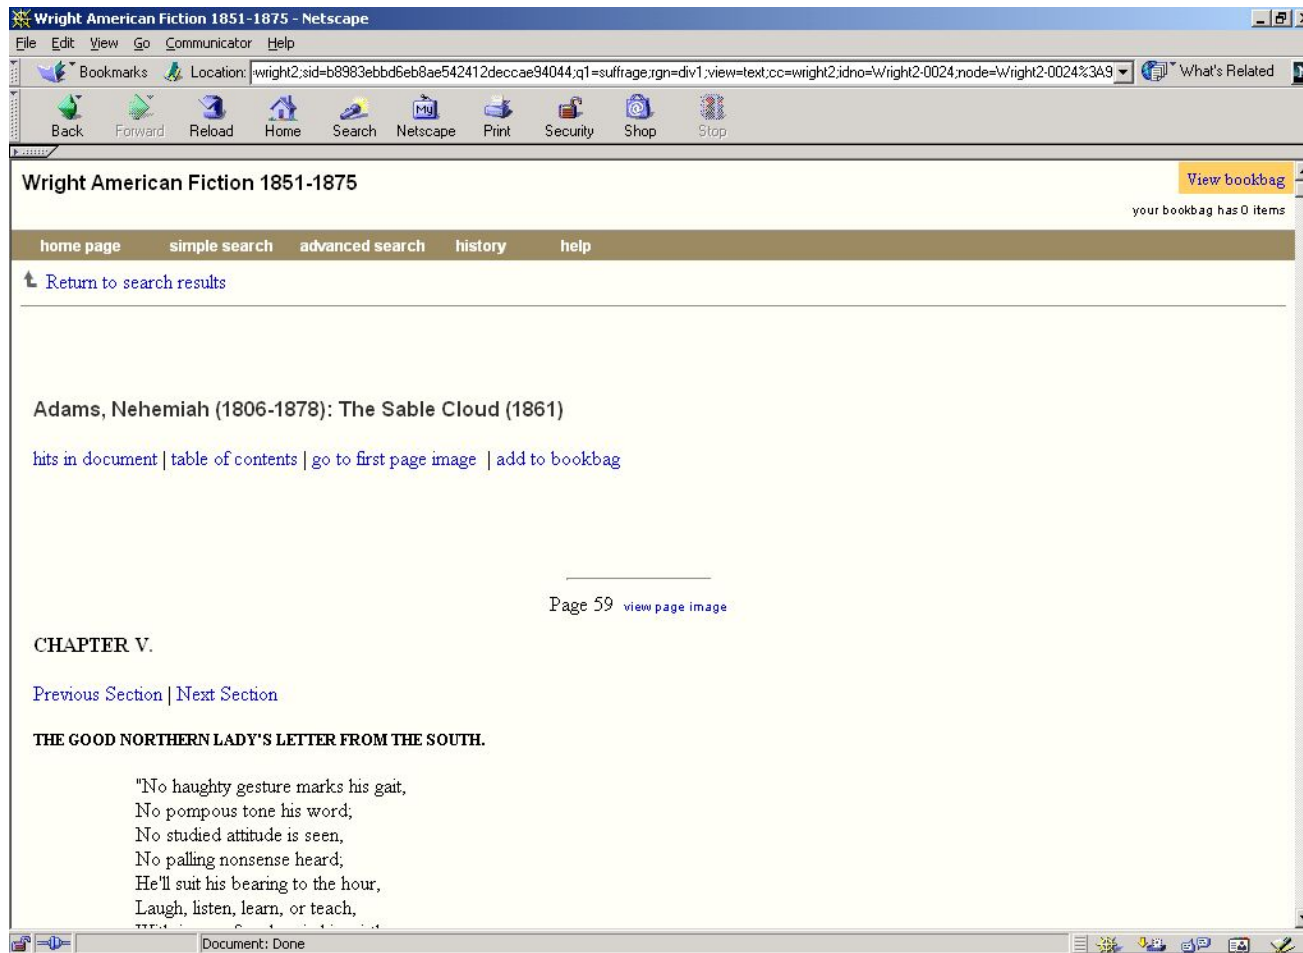 Wright American Fiction 1851-1875 - Netscape
File Edit View Go Communicator Help
Bookmarks Location: wright2;sid=b8983ebbd6eb8ae542412deccae94044;q1=suffrage;rgn=div1;view=text;cc=wright2;idno=Wright2-0024;node=Wright2-0024%3A9 What's Related
Back Forward Reload Home Search Netscape Print Security Shop Stop
Wright American Fiction 1851-1875
View bookbag
your bookbag has 0 items
home page simple search advanced search history help
Return to search results
Adams, Nehemiah (1806-1878): The Sable Cloud (1861)
hits in document | table of contents | go to first page image | add to bookbag
Page 59 view page image
CHAPTER V.
Previous Section | Next Section
THE GOOD NORTHERN LADY'S LETTER FROM THE SOUTH.
"No haughty gesture marks his gait,
No pompous tone his word;
No studied attitude is seen,
No palling nonsense heard;
He'll suit his bearing to the hour,
Laugh, listen, learn, or teach,
Document: Done